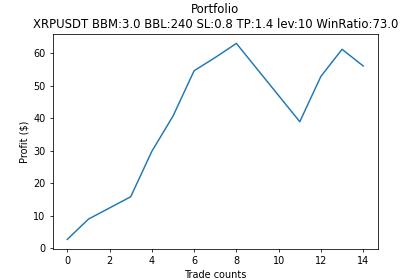 Portfolio
XRPUSDT BBM:3.0 BBL:240 SL:0.8 TP:1.4 lev:10 WinRatio:73.0
Profit ($)
60
50
40
30
20
10
0
0 2 4 6 8 10 12 14
Trade counts